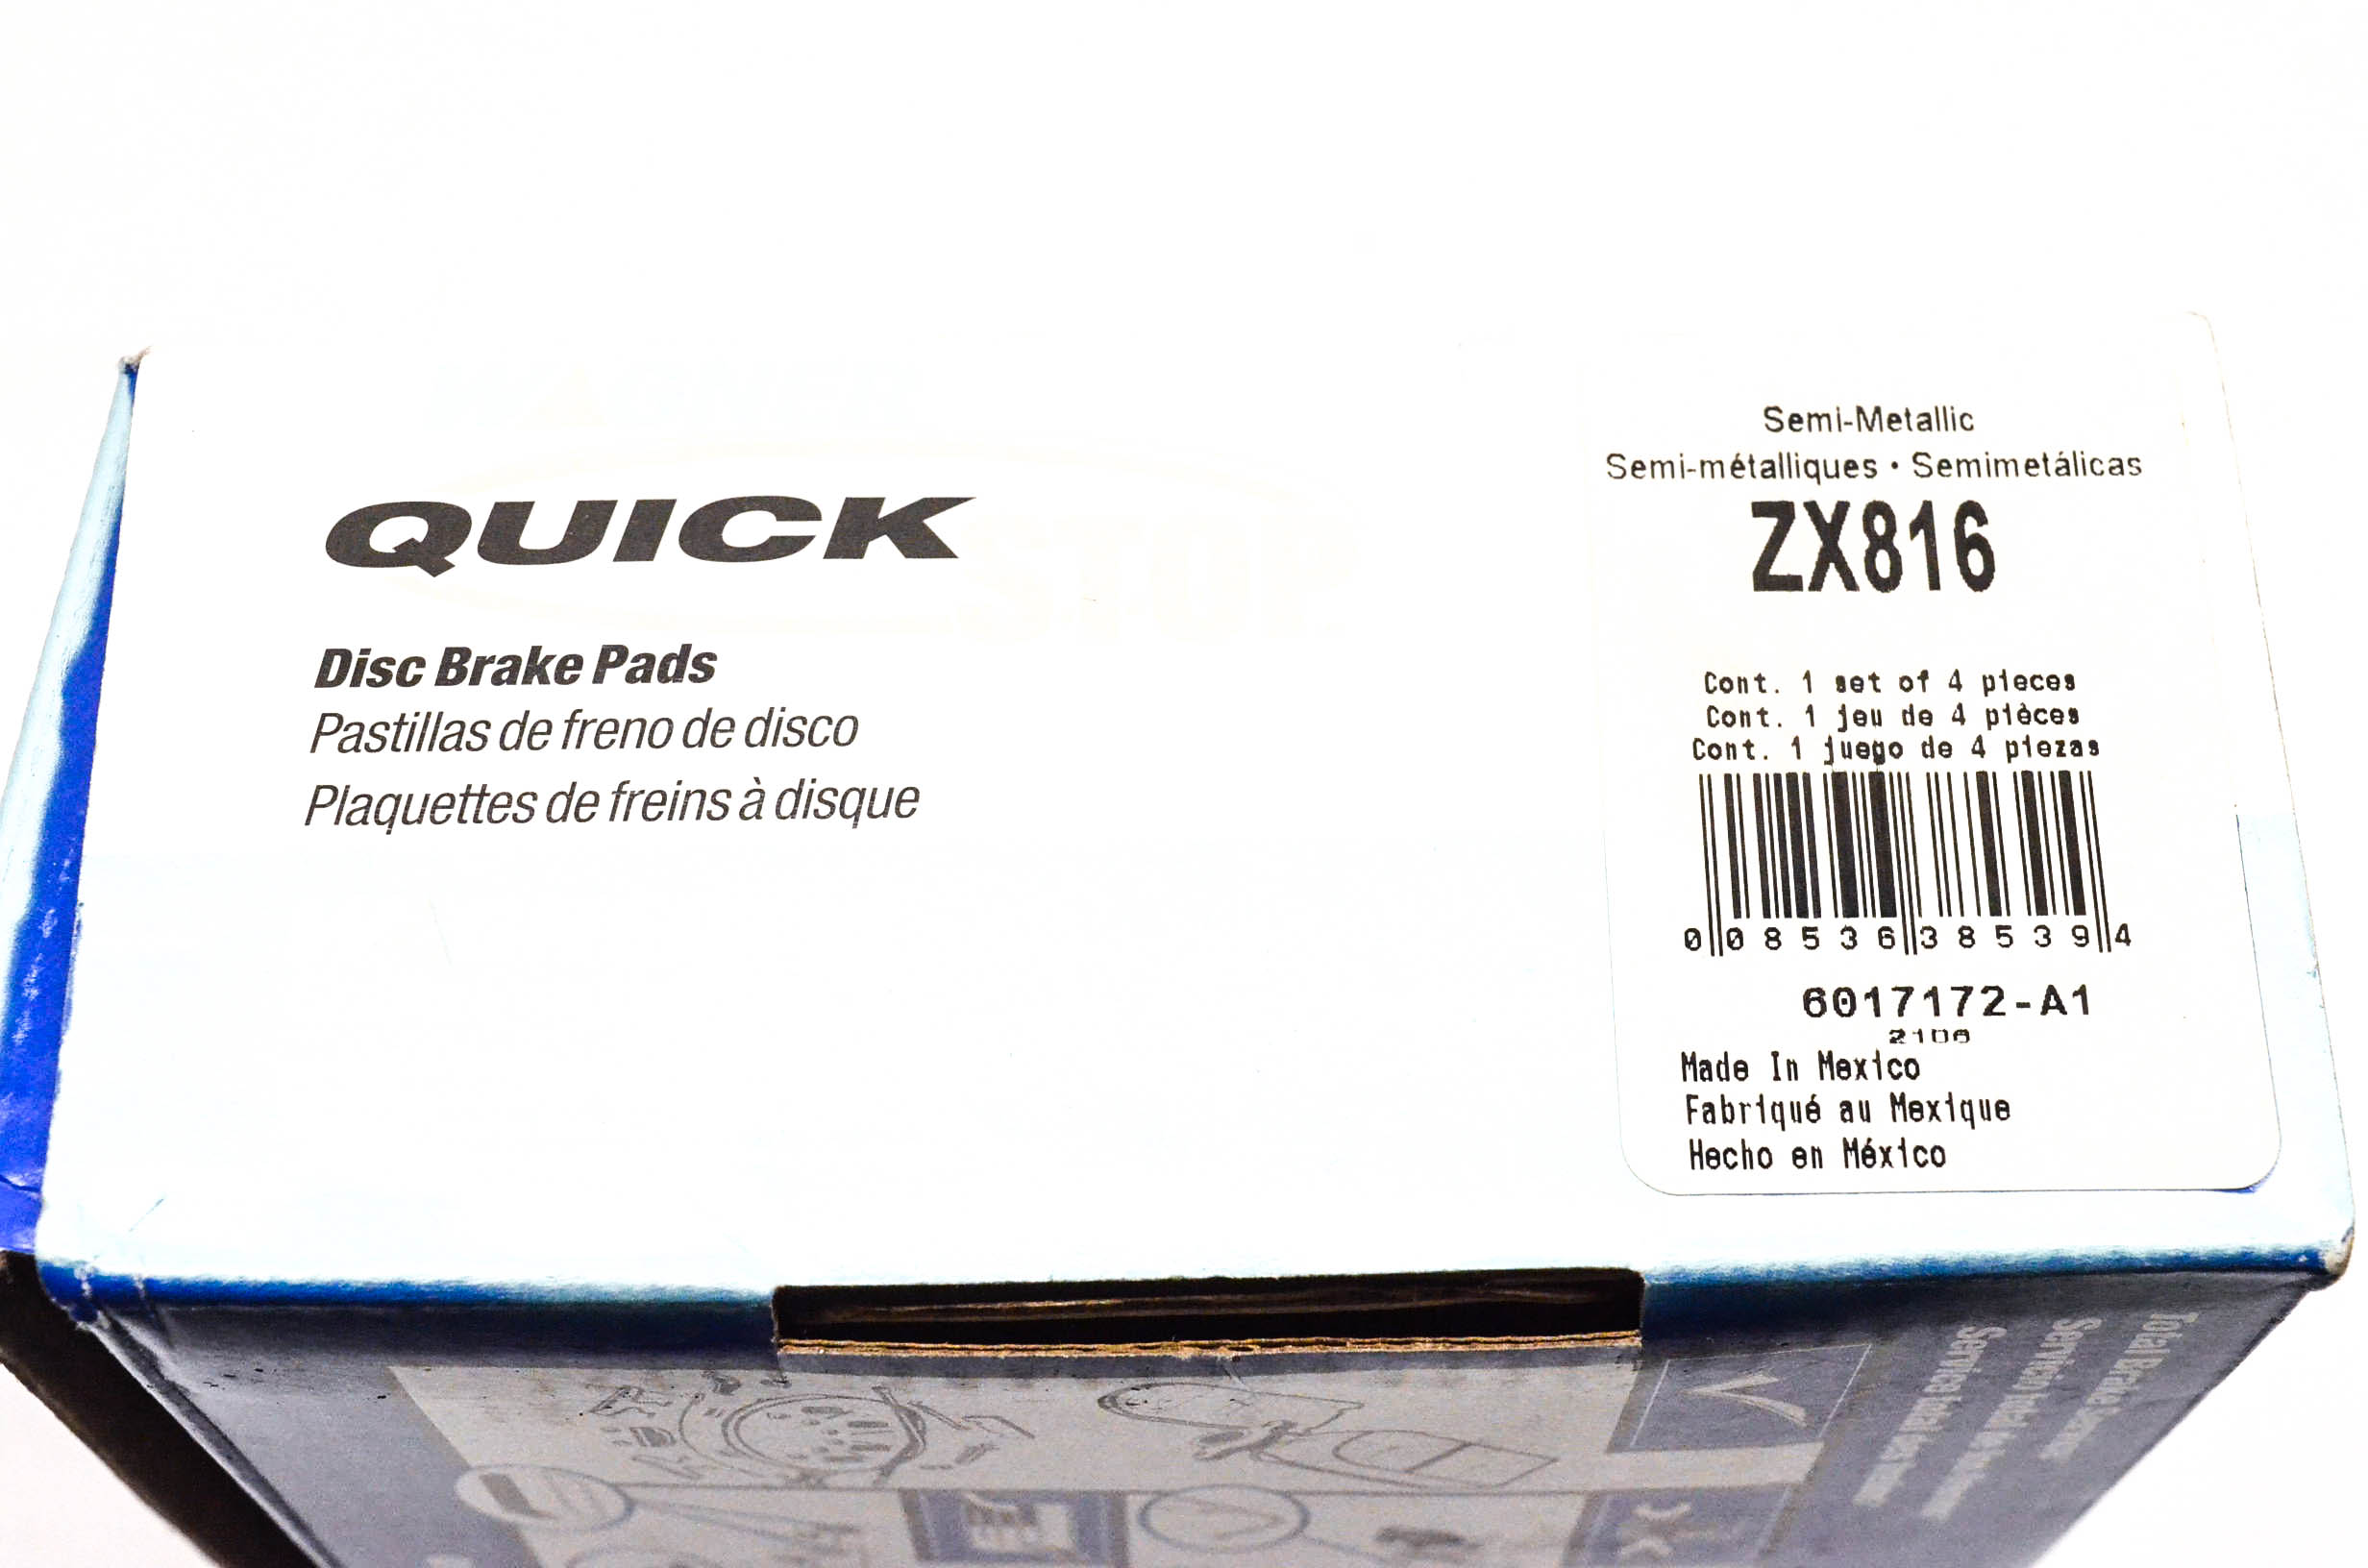 QUICK
Disc Brake Pads
Pastillas de freno de disco
Plaquettes de freins à disque
Semi-Metallic
Semi-métalliques • Semimetálicas
ZX816
Cont. 1 set of 4 pieces
Cont. 1 jeu de 4 pièces
Cont. 1 juego de 4 piezas
0 08536 38539 4
6017172-A1
2106
Made In Mexico
Fabriqué au Mexique
Hecho en México